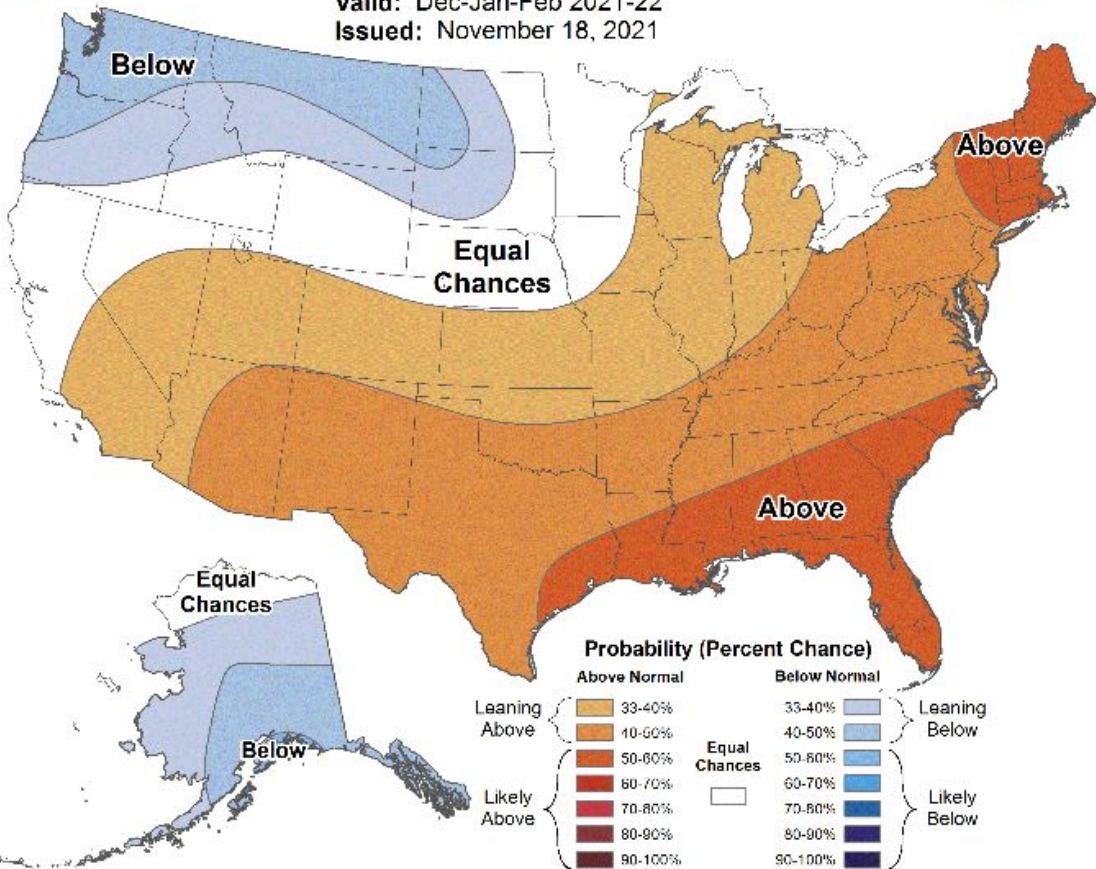 Valid: Dec-Jan-Feb 2021-22
Issued: November 18, 2021
Below
Above
Equal
Chances
Above
Equal
Chances
Below
Probability (Percent Chance)
Above Normal
Below Normal
Leaning
Above
33-40%
40-50%
50-60%
60-70%
70-80%
80-90%
90-100%
Likely
Above
Equal
Chances
33-40%
40-50%
50-60%
60-70%
70-80%
80-90%
90-100%
Leaning
Below
Likely
Below